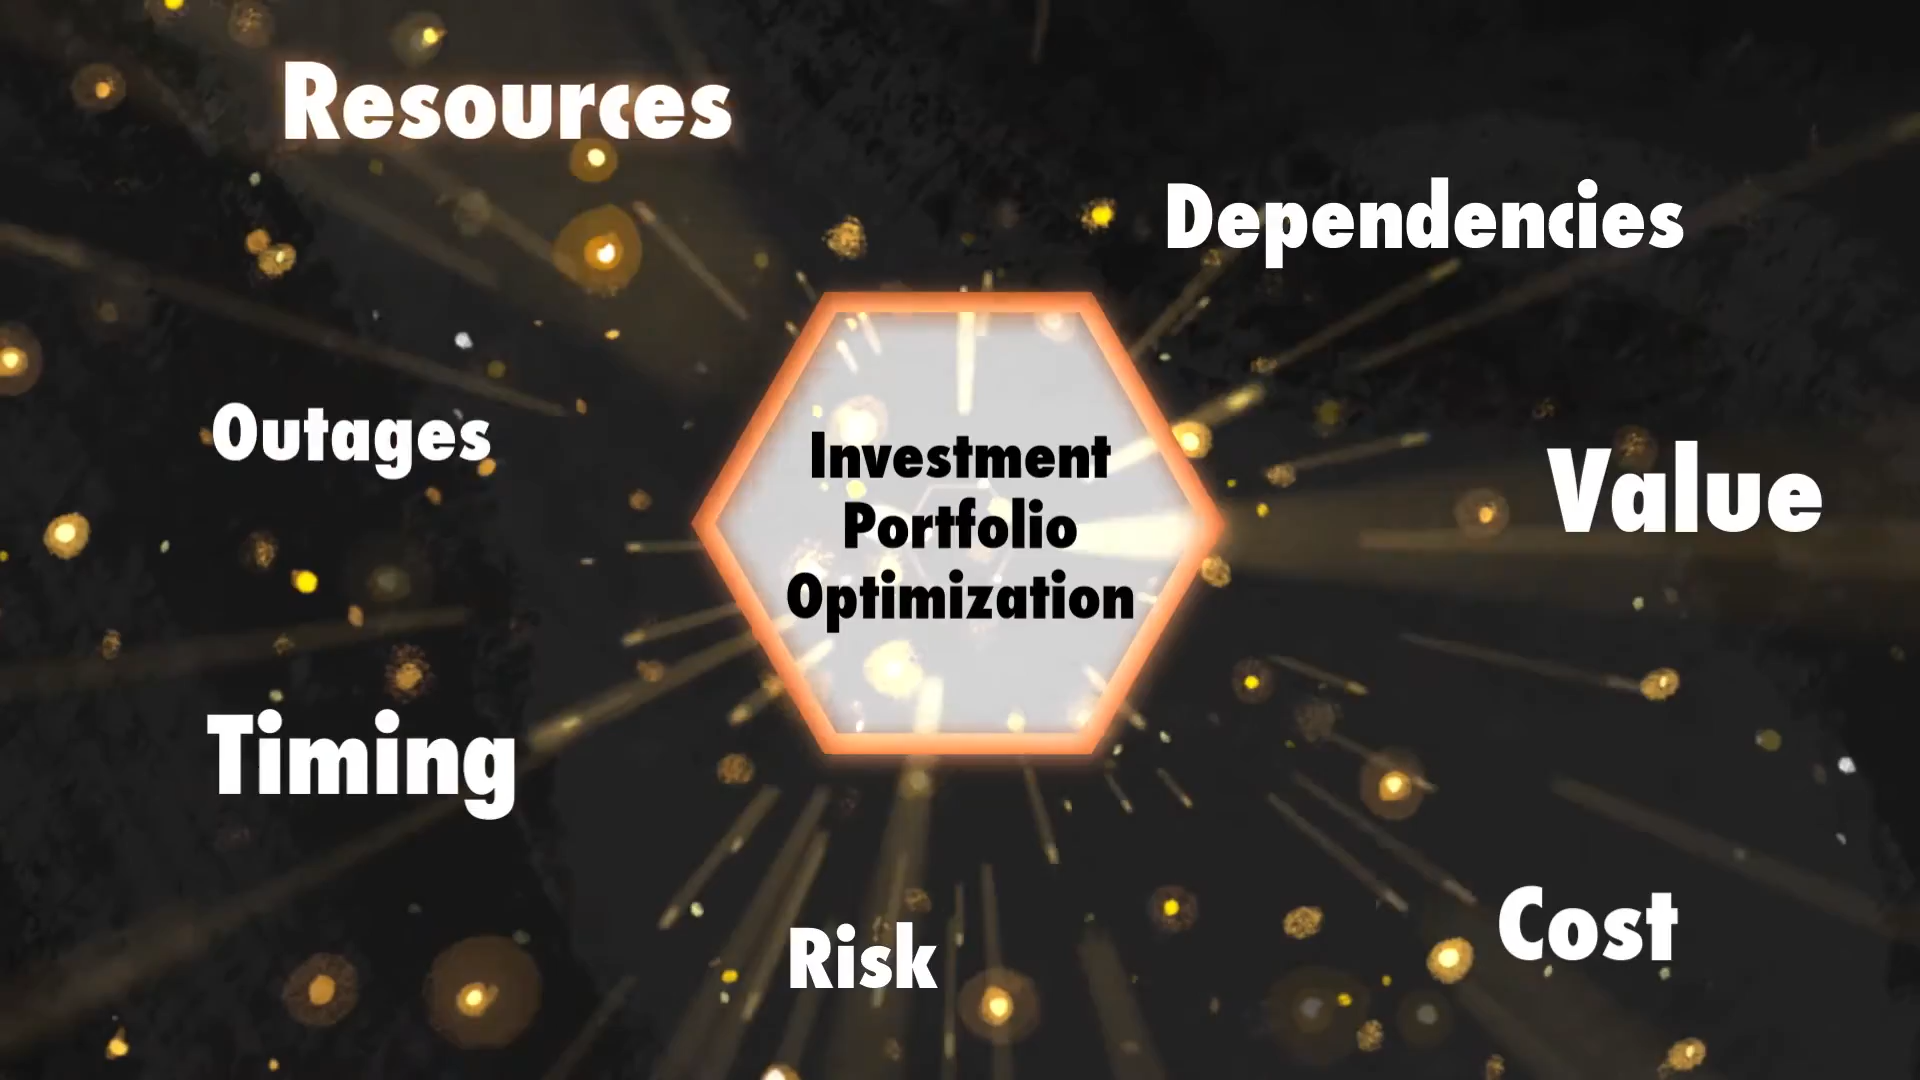 Resources
Dependencies
Outages
Value
Investment
Portfolio
Optimization
Timing
Risk
Cost